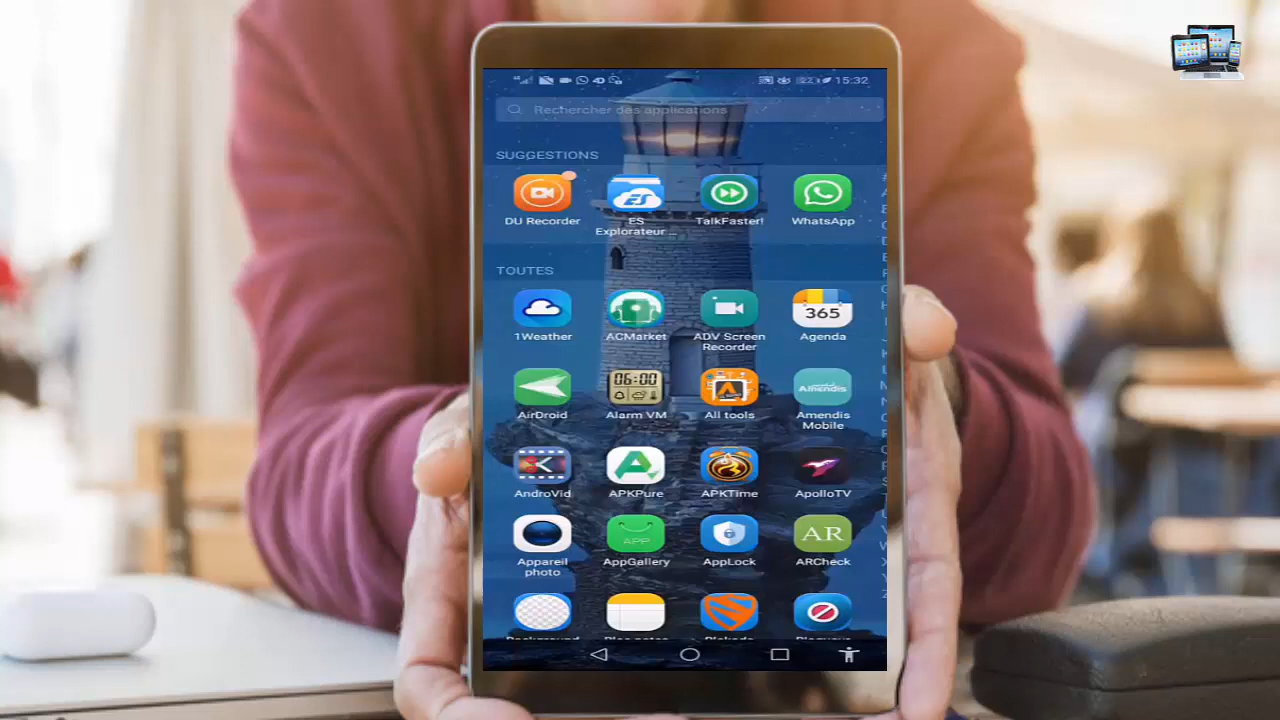 15:32
Rechercher des applications
SUGGESTIONS
DU Recorder
ES Explorateur ...
TalkFaster!
WhatsApp
TOUTES
365
1Weather
ACMarket
ADV Screen Recorder
Agenda
06:00
Amendis
AirDroid
Alarm VM
All tools
Amendis Mobile
AndroVid
APKPure
APKTime
ApolloTV
APP
AR
Appareil photo
AppGallery
AppLock
ARCheck